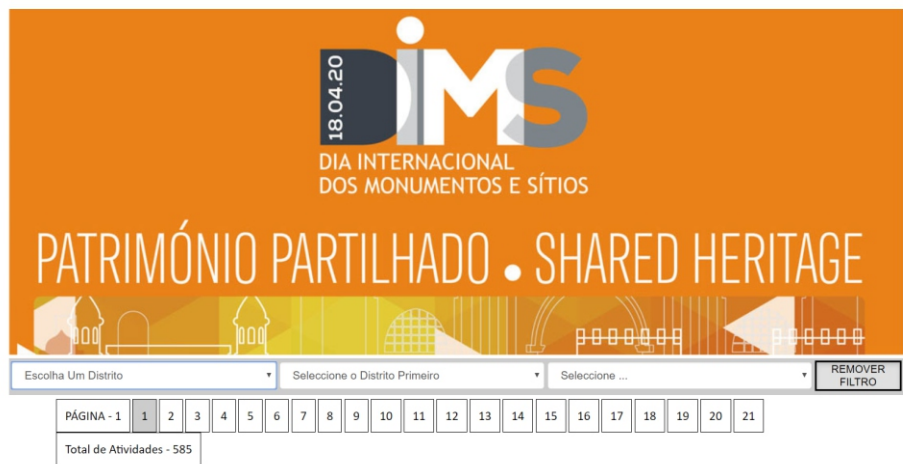 18.04.20
DiMS
DIA INTERNACIONAL
DOS MONUMENTOS E SÍTIOS
PATRIMÓNIO PARTILHADO • SHARED HERITAGE
Escolha Um Distrito
Seleccione o Distrito Primeiro
Seleccione ...
REMOVER
FILTRO
PÁGINA - 1 1 2 3 4 5 6 7 8 9 10 11 12 13 14 15 16 17 18 19 20 21
Total de Atividades - 585